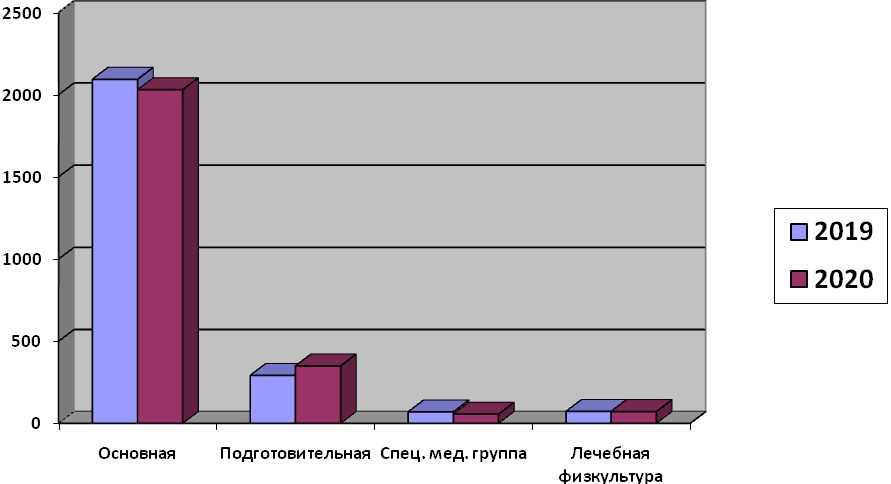 2500
2000
1500
1000
500
0
Основная
Подготовительная
Спец. мед. группа
Лечебная
физкультура
2019
2020